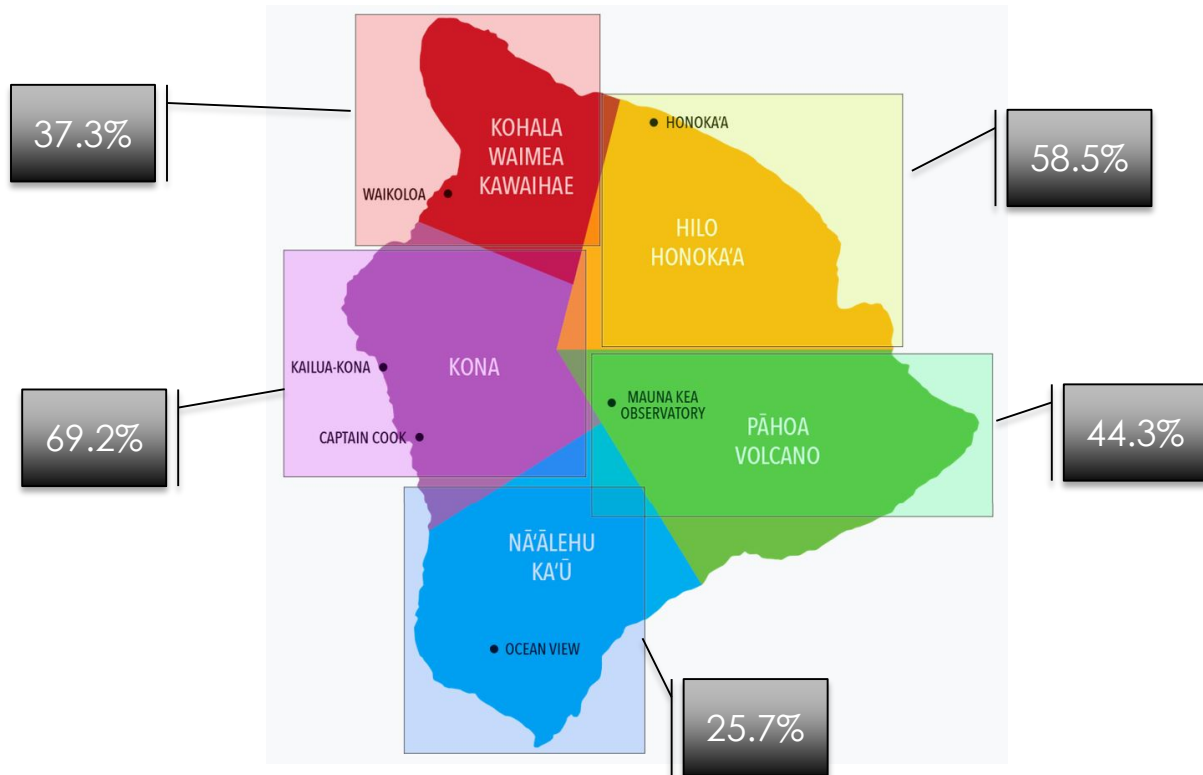 37.3%
KOHALA
WAIMEA
KAWAIHAE
WAIKOLOA
HONOKA‘A
58.5%
HILO
HONOKA‘A
KAILUA-KONA
KONA
CAPTAIN COOK
69.2%
MAUNA KEA
OBSERVATORY
PĀHOA
VOLCANO
44.3%
NĀ‘ĀLEHU
KA‘Ū
OCEAN VIEW
25.7%